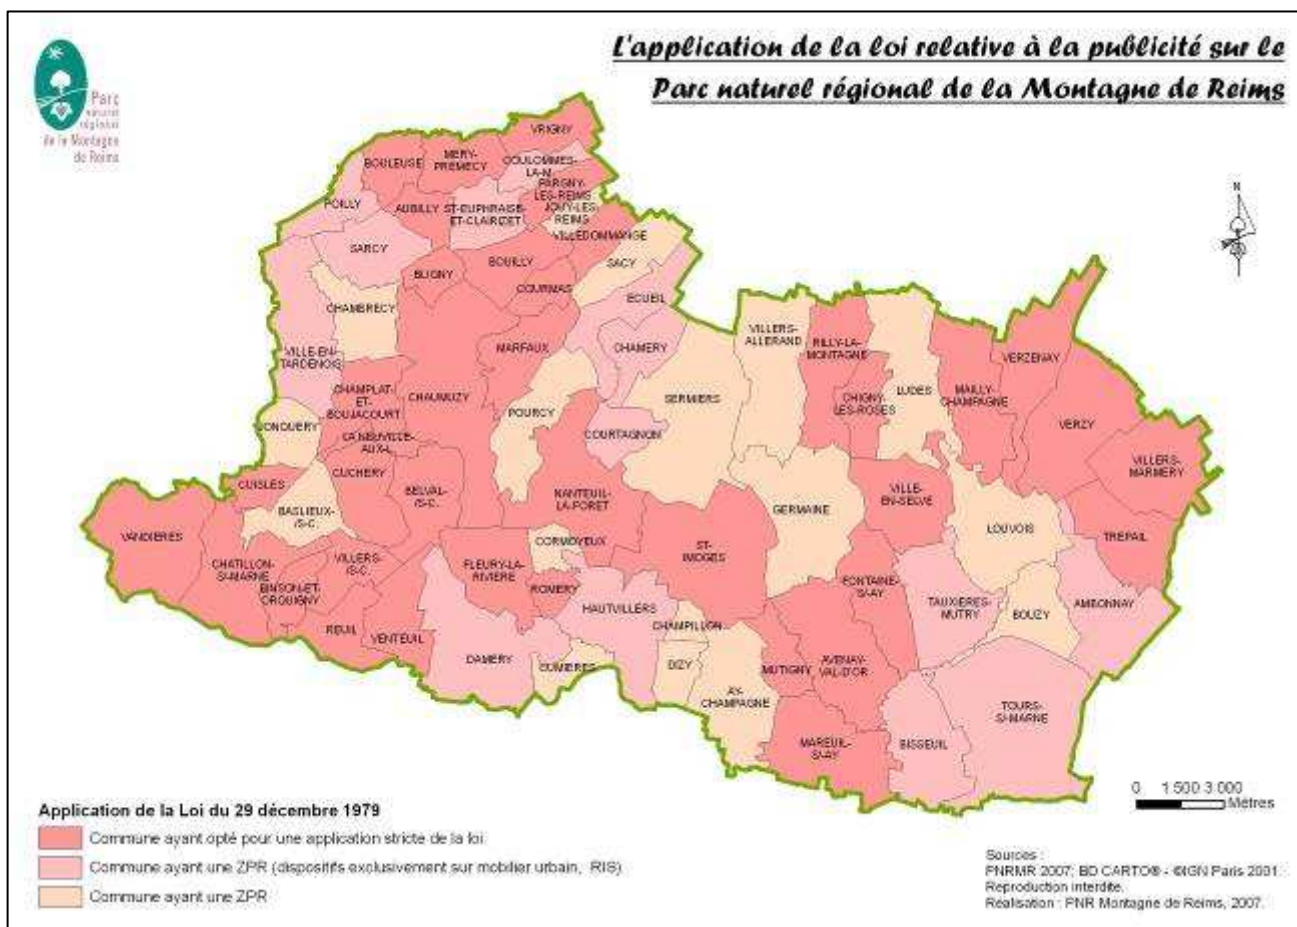 L'application de la loi relative à la publicité sur le
Parc naturel régional de la Montagne de Reims
Parc
naturel
régional
de la Montagne
de Reims
N
VRIGNY
BOULEUSE
MERY-
PREMECY
COULOMMES-
LA-M.
PARGNY-
LES-REIMS
JOUY-LES-
REIMS
POILLY
AUBILLY
ST-EUPHRAISE-
ET-CLAIRIZET
VILLEDOMMANGE
SARCY
BLIGNY
BOUILLY
SACY
COURMAS
ECUEIL
CHAMBRECY
VILLE-EN-
TARDENOIS
MARFAUX
CHAMERY
VILLERS-
ALLERAND
RILLY-LA-
MONTAGNE
VERZENAY
CHAMPLAT-
ET-
BOUJACOURT
CHAUMUZY
POURCY
SERMIERS
CHIGNY-
LES-ROSES
LUDES
MAILLY-
CHAMPAGNE
VERZY
JONQUERY
LA NEUVILLE-
AUX-L.
COURTAGNON
CUCHERY
VILLERS-
MARMERY
CUISLES
BELVAL-
/S-C.
NANTEUIL-
LA-FORET
VILLE-
EN-SELVE
BASLIEUX-
/S-C.
GERMAINE
LOUVOIS
VANDIERES
TREPAIL
CORMOYEUX
ST-
IMOGES
CHATILLON-
S/-MARNE
VILLERS-
/S-C.
FLEURY-LA-
RIVIERE
BINSON-ET-
ORQUIGNY
ROMERY
FONTAINE-
S/-AY
HAUTVILLERS
TAUXIERES-
MUTRY
BOUZY
AMBONNAY
REUIL
VENTEUIL
CHAMPILLON
DAMERY
CUMIERES
DIZY
MUTIGNY
AVENAY-
VAL-D'OR
AY-
CHAMPAGNE
TOURS-
S/-MARNE
MAREUIL-
S/-AY
BISSEUIL
0 1 500 3 000
Mètres
Application de la Loi du 29 décembre 1979
Commune ayant opté pour une application stricte de la loi
Commune ayant une ZPR (dispositifs exclusivement sur mobilier urbain, RIS)
Commune ayant une ZPR
Sources :
PNRMR 2007; BD CARTO® - ©IGN Paris 2001.
Reproduction interdite.
Réalisation : PNR Montagne de Reims, 2007.